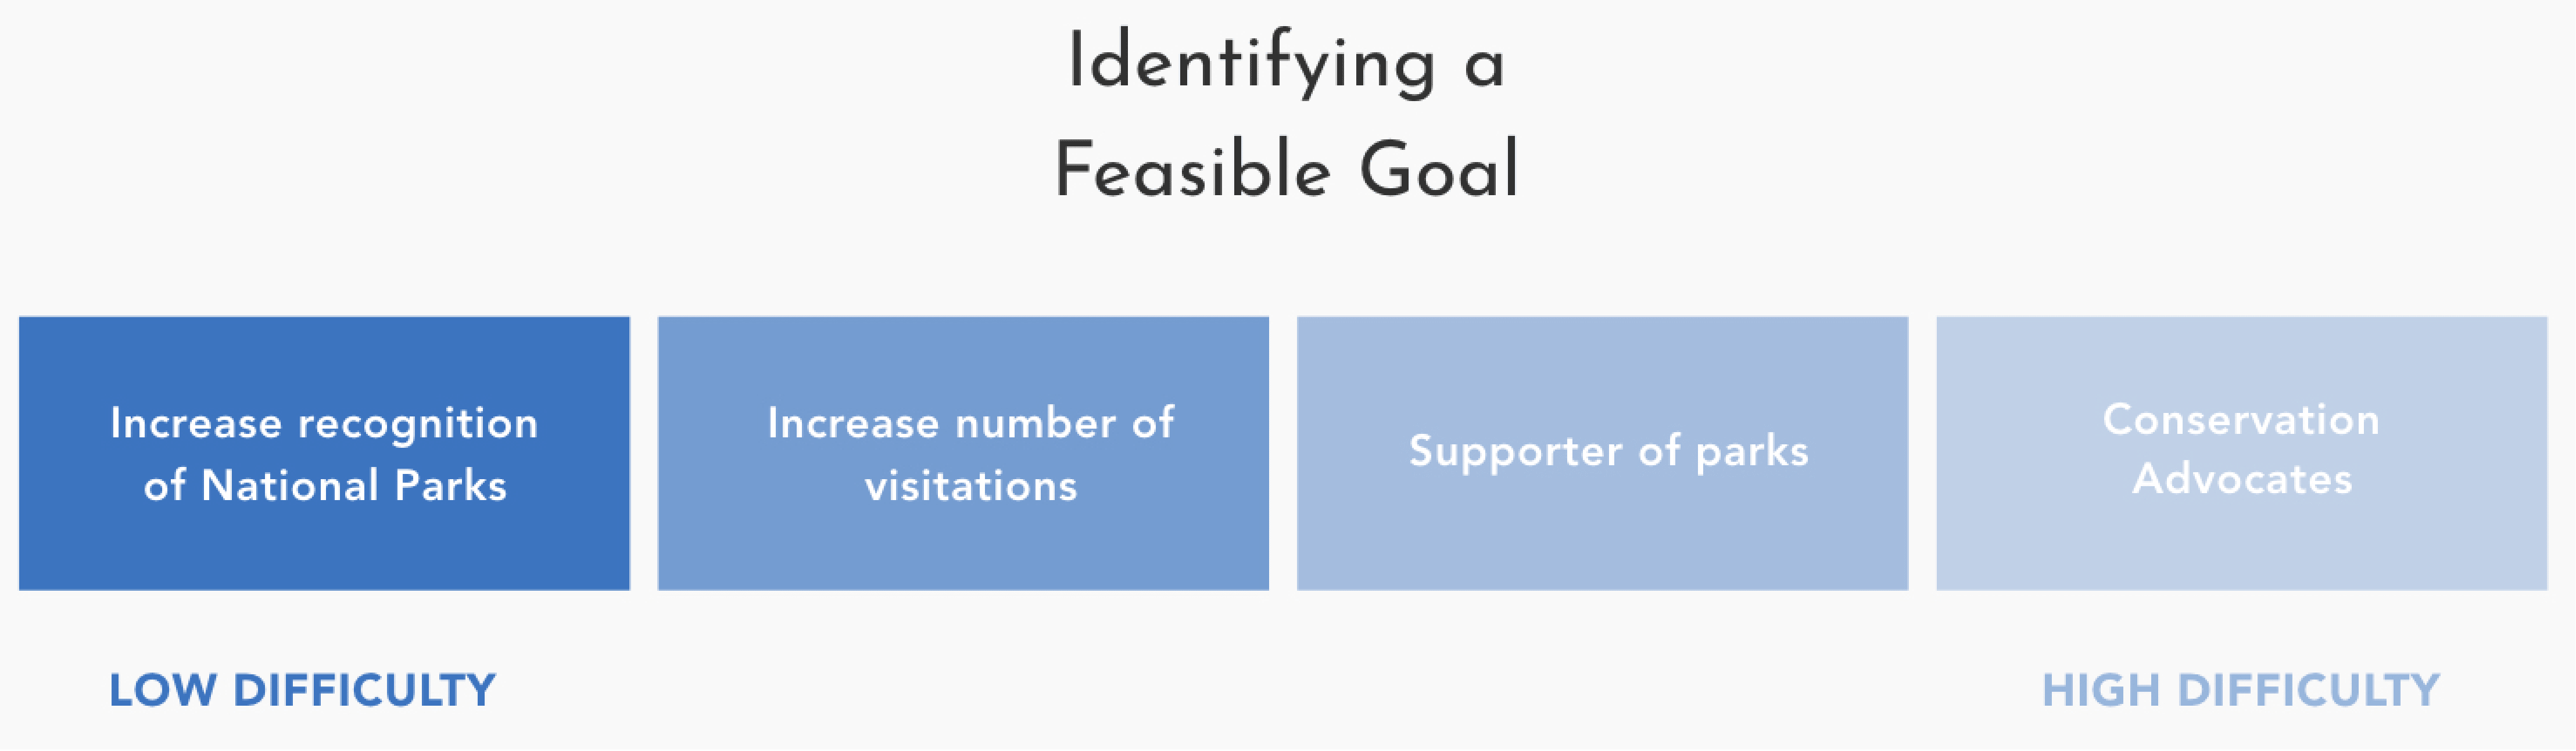 Identifying a
Feasible Goal
Increase recognition
of National Parks
Increase number of
visitations
Supporter of parks
Conservation
Advocates
LOW DIFFICULTY
HIGH DIFFICULTY